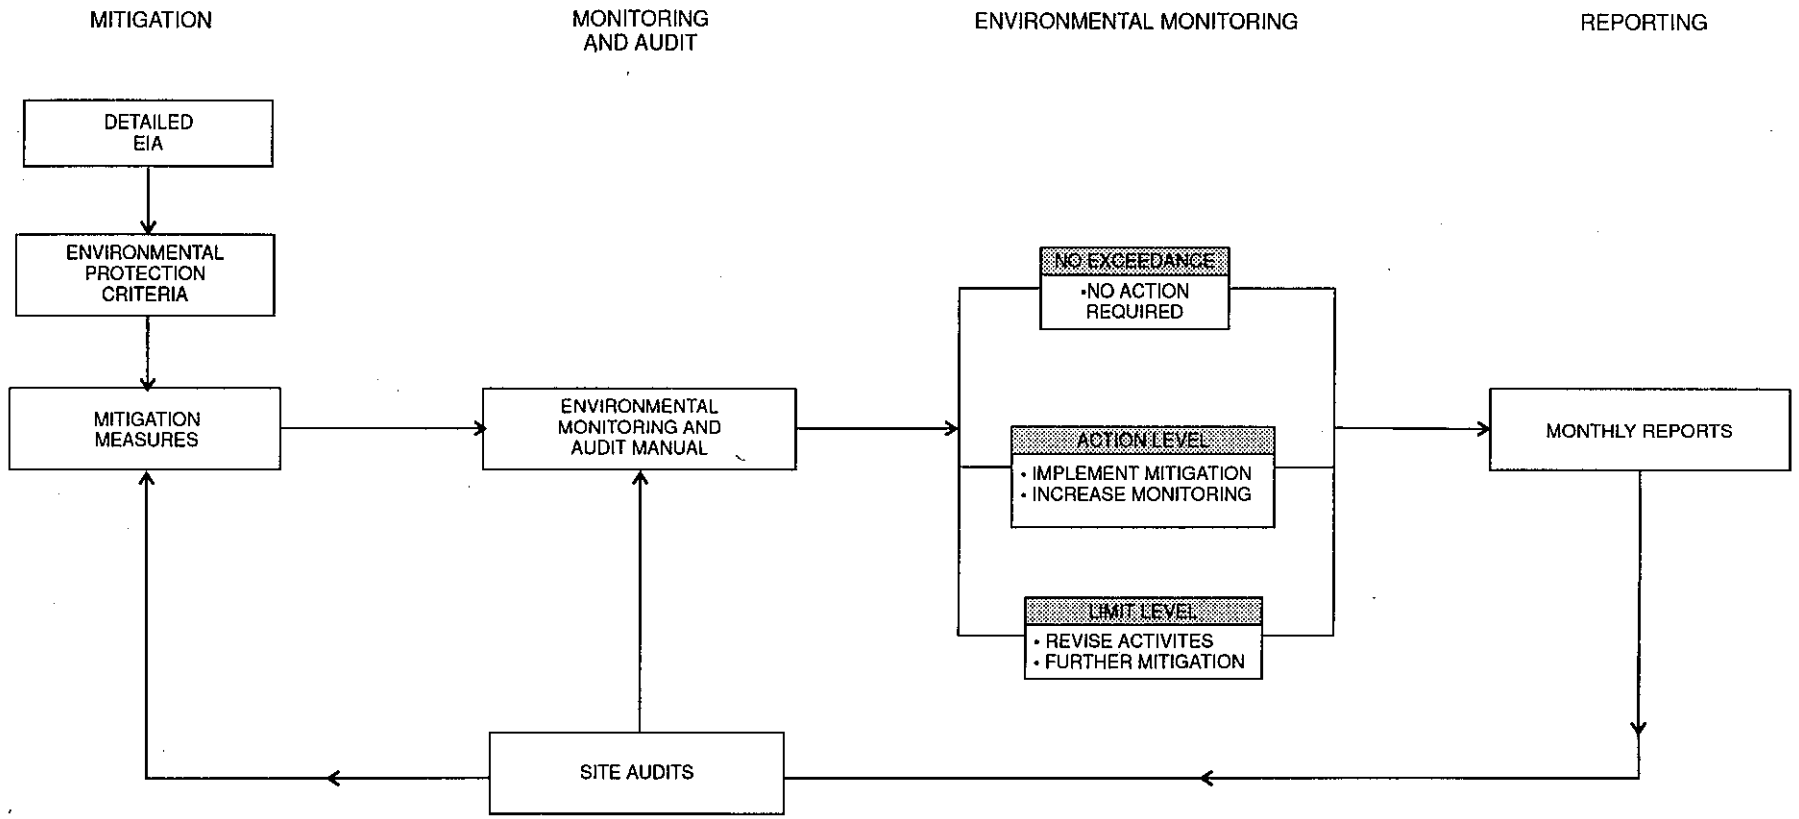 MITIGATION
MONITORING
AND AUDIT
ENVIRONMENTAL MONITORING
REPORTING
DETAILED
EIA
ENVIRONMENTAL
PROTECTION
CRITERIA
MITIGATION
MEASURES
ENVIRONMENTAL
MONITORING AND
AUDIT MANUAL
NO EXCEEDANCE
•NO ACTION
REQUIRED
ACTION LEVEL
• IMPLEMENT MITIGATION
• INCREASE MONITORING
LIMIT LEVEL
• REVISE ACTIVITES
• FURTHER MITIGATION
MONTHLY REPORTS
SITE AUDITS